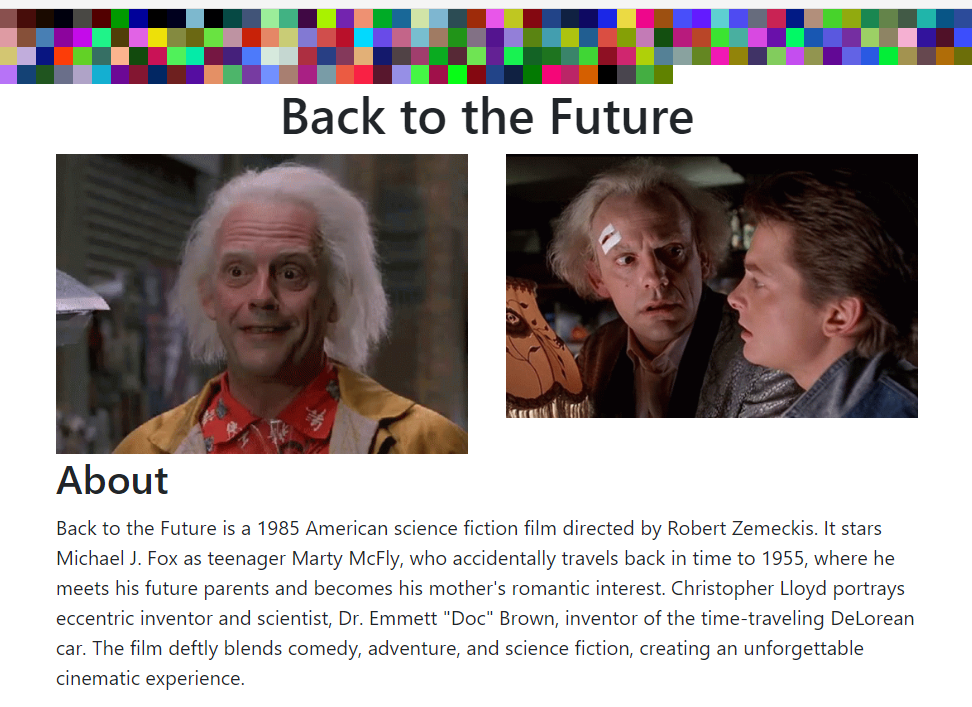 Back to the Future
About
Back to the Future is a 1985 American science fiction film directed by Robert Zemeckis. It stars
Michael J. Fox as teenager Marty McFly, who accidentally travels back in time to 1955, where he
meets his future parents and becomes his mother's romantic interest. Christopher Lloyd portrays
eccentric inventor and scientist, Dr. Emmett "Doc" Brown, inventor of the time-traveling DeLorean
car. The film deftly blends comedy, adventure, and science fiction, creating an unforgettable
cinematic experience.